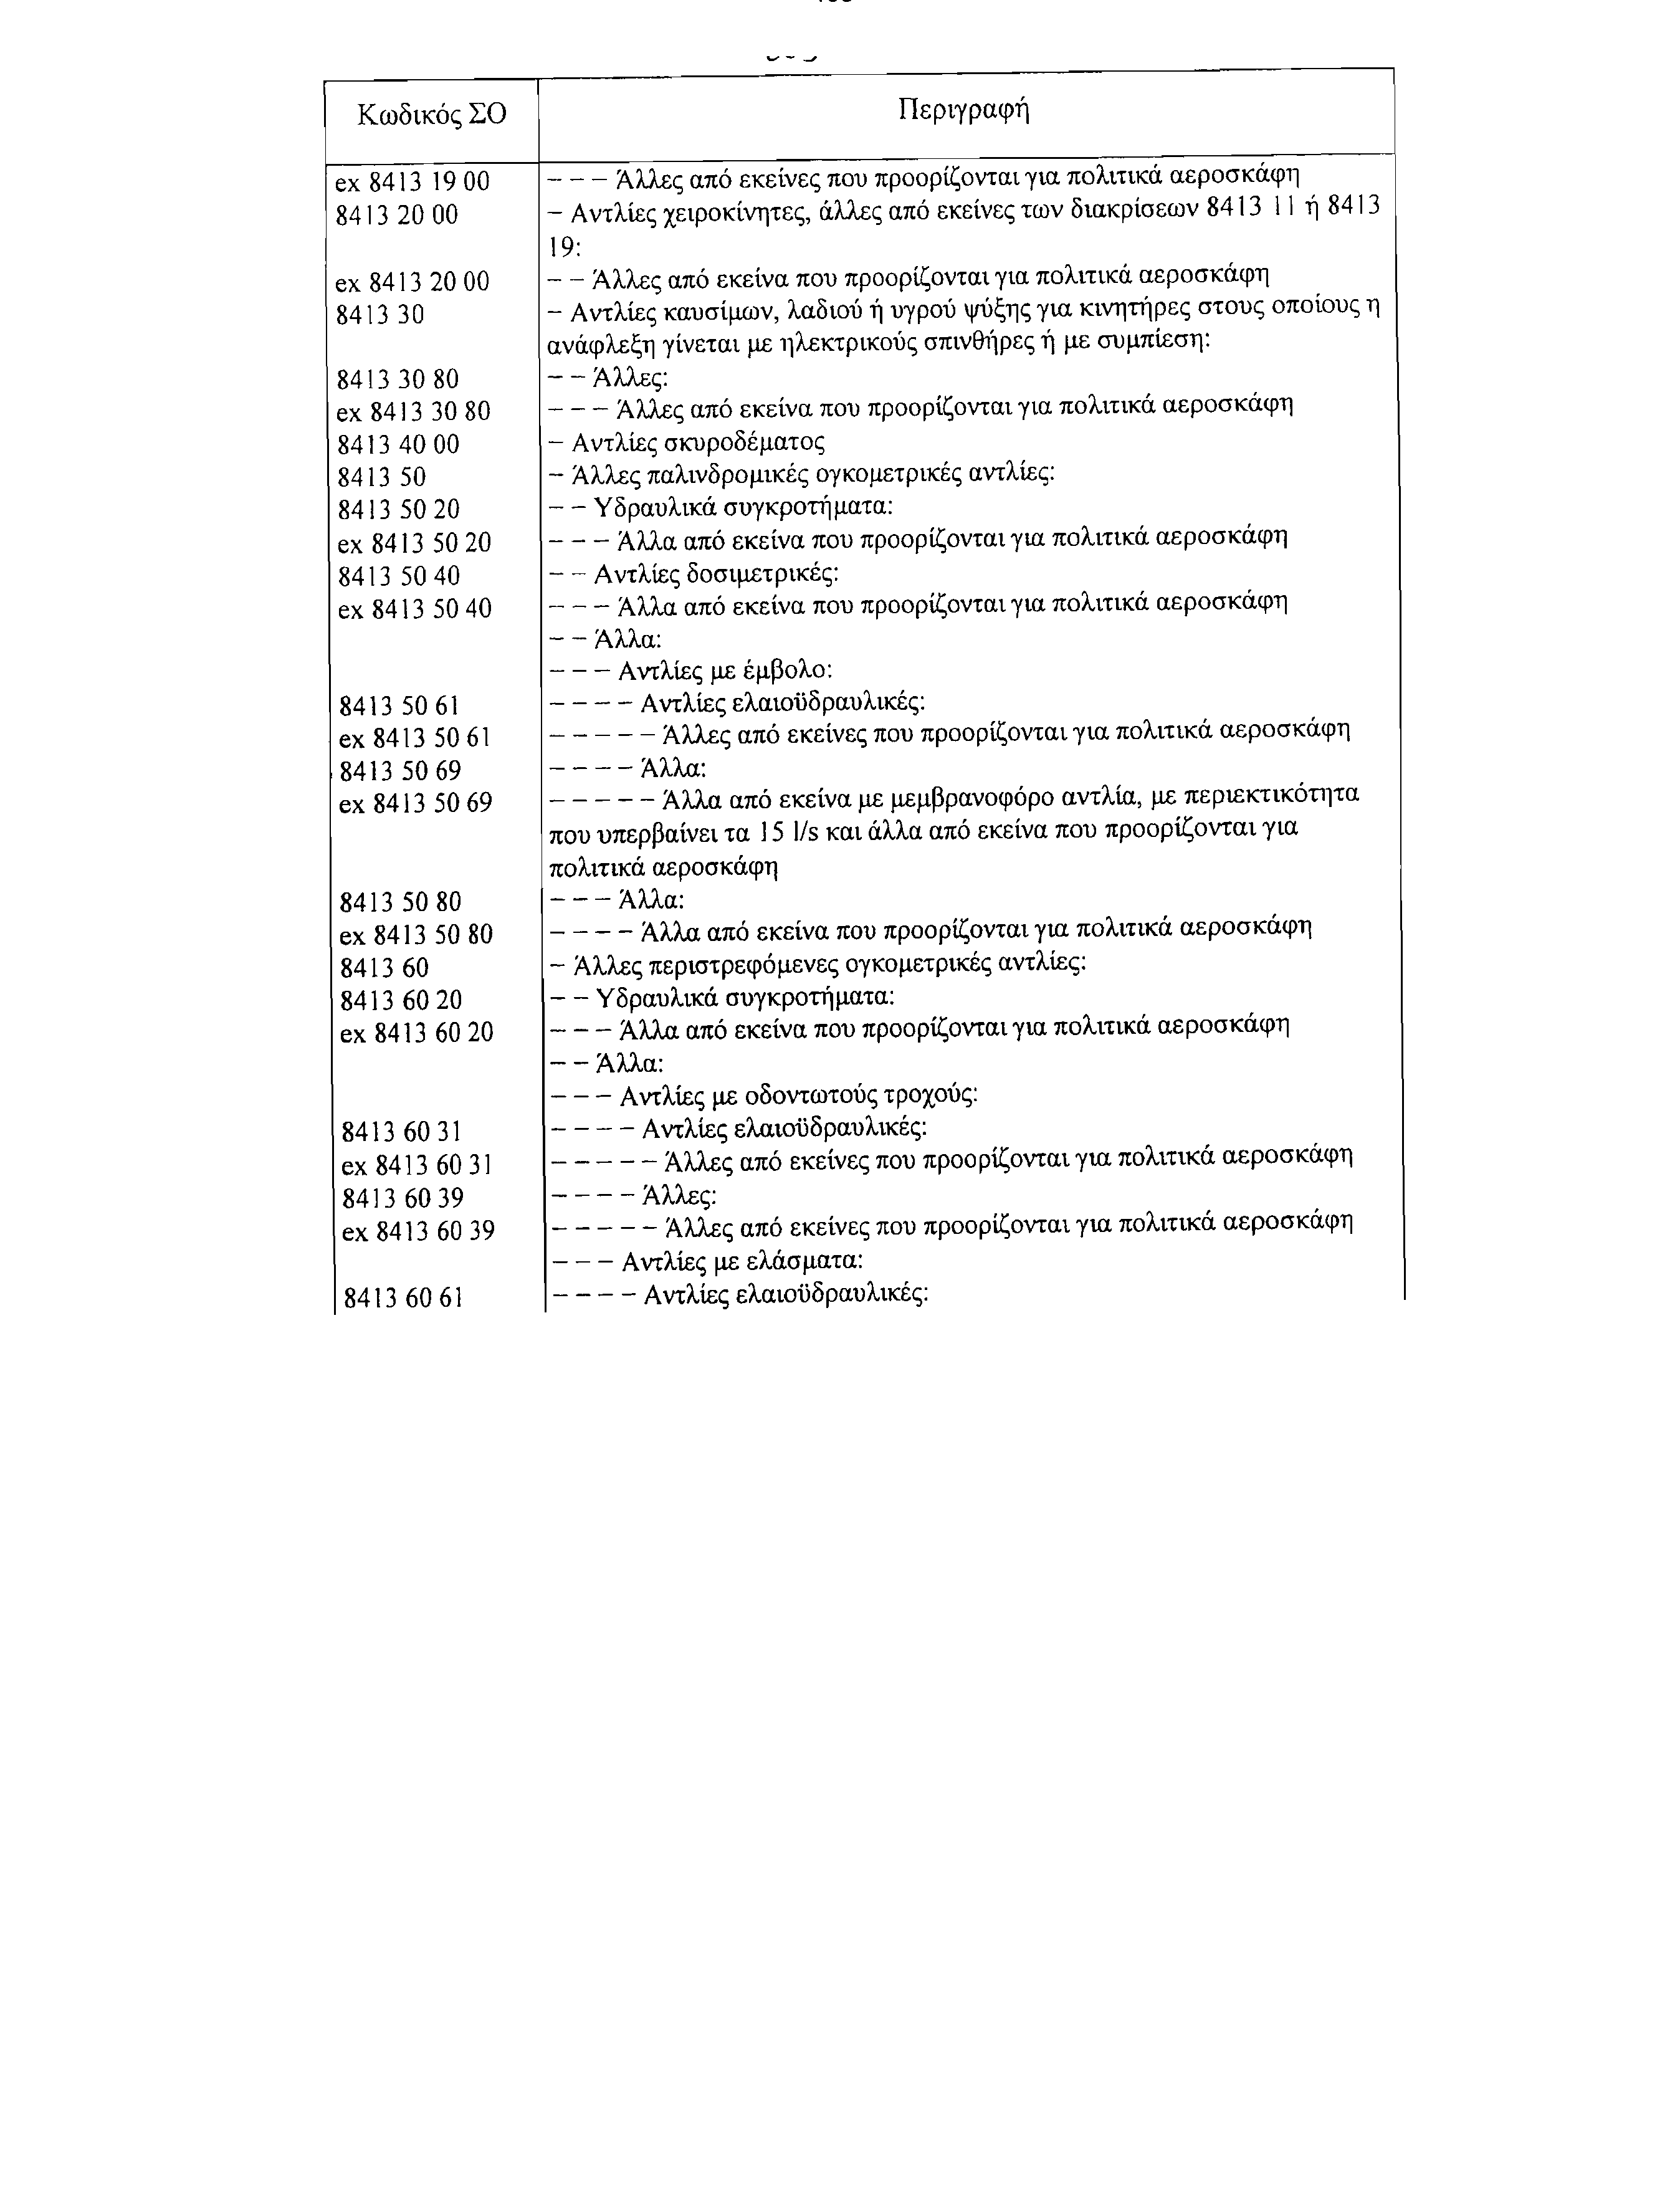 Κωδικός ΣΟ Περιγραφή
ex 8413 19 00 – – – Άλλες από εκείνες που προορίζονται για πολιτικά αεροσκάφη
8413 20 00 – Αντλίες χειροκίνητες, άλλες από εκείνες των διακρίσεων 8413 11 ή 8413
19:
ex 8413 20 00 – – Άλλες από εκείνα που προορίζονται για πολιτικά αεροσκάφη
8413 30 – Αντλίες καυσίμων, λαδιού ή υγρού ψύξης για κινητήρες στους οποίους η
ανάφλεξη γίνεται με ηλεκτρικούς σπινθήρες ή με συμπίεση:
8413 30 80 – – Άλλες:
ex 8413 30 80 – – – Άλλες από εκείνα που προορίζονται για πολιτικά αεροσκάφη
8413 40 00 – Αντλίες σκυροδέματος
8413 50 – Άλλες παλινδρομικές ογκομετρικές αντλίες:
8413 50 20 – – Υδραυλικά συγκροτήματα:
ex 8413 50 20 – – – Άλλα από εκείνα που προορίζονται για πολιτικά αεροσκάφη
8413 50 40 – – Αντλίες δοσιμετρικές:
ex 8413 50 40 – – – Άλλα από εκείνα που προορίζονται για πολιτικά αεροσκάφη
– – Άλλα:
– – – Αντλίες με έμβολο:
8413 50 61 – – – – Αντλίες ελαιοϋδραυλικές:
ex 8413 50 61 – – – – – Άλλες από εκείνες που προορίζονται για πολιτικά αεροσκάφη
8413 50 69 – – – – Άλλα:
ex 8413 50 69 – – – – – Άλλα από εκείνα με μεμβρανοφόρο αντλία, με περιεκτικότητα
που υπερβαίνει τα 15 l/s και άλλα από εκείνα που προορίζονται για
πολιτικά αεροσκάφη
8413 50 80 – – – Άλλα:
ex 8413 50 80 – – – – Άλλα από εκείνα που προορίζονται για πολιτικά αεροσκάφη
8413 60 – Άλλες περιστρεφόμενες ογκομετρικές αντλίες:
8413 60 20 – – Υδραυλικά συγκροτήματα:
ex 8413 60 20 – – – Άλλα από εκείνα που προορίζονται για πολιτικά αεροσκάφη
– – Άλλα:
– – – Αντλίες με οδοντωτούς τροχούς:
8413 60 31 – – – – Αντλίες ελαιοϋδραυλικές:
ex 8413 60 31 – – – – – Άλλες από εκείνες που προορίζονται για πολιτικά αεροσκάφη
8413 60 39 – – – – Άλλες:
ex 8413 60 39 – – – – – Άλλες από εκείνες που προορίζονται για πολιτικά αεροσκάφη
– – – Αντλίες με ελάσματα:
8413 60 61 – – – – Αντλίες ελαιοϋδραυλικές: